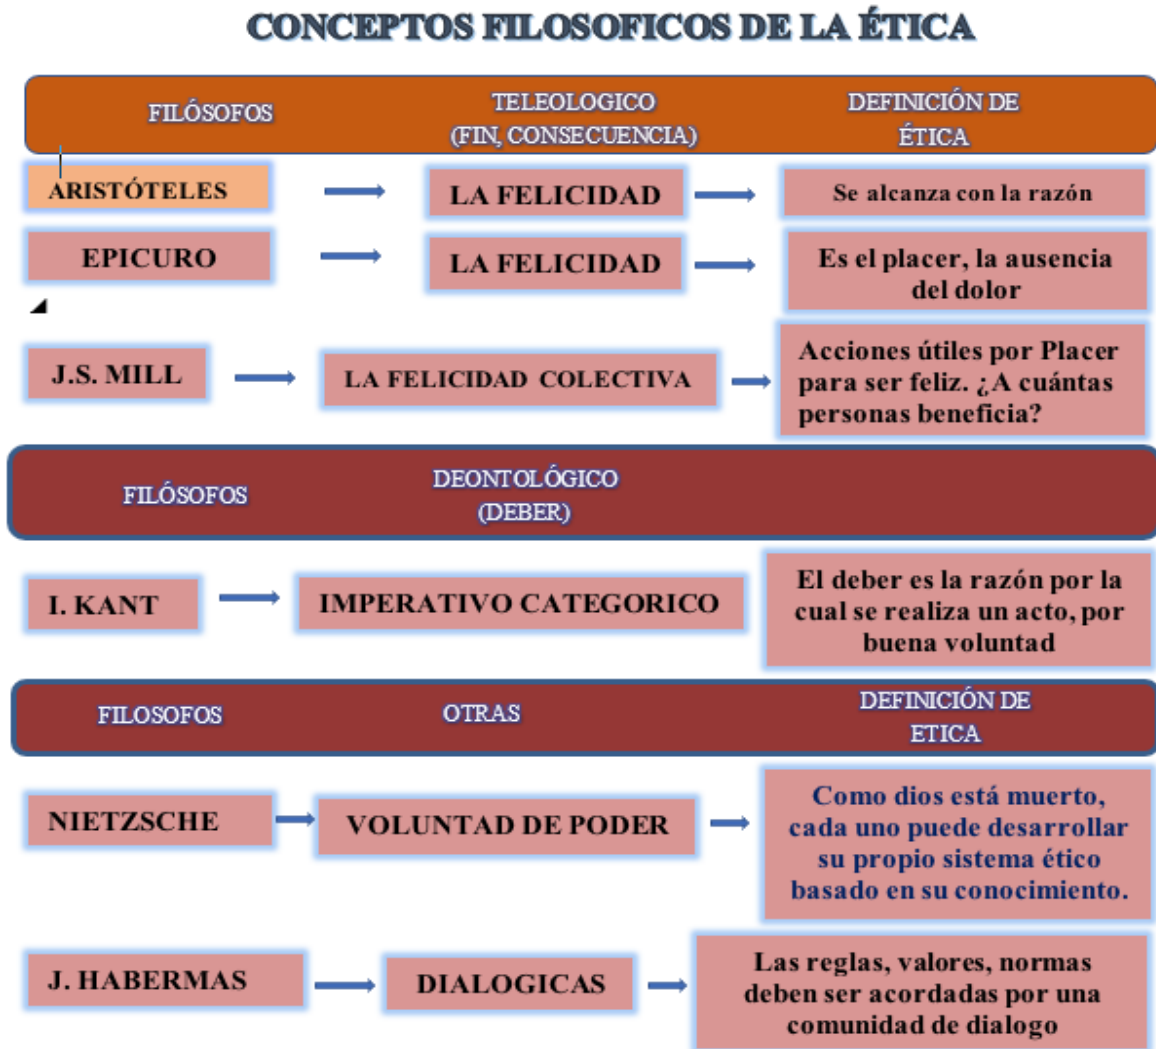 CONCEPTOS FILOSOFICOS DE LA ÉTICA
FILÓSOFOS
TELEOLOGICO
(FIN, CONSECUENCIA)
DEFINICIÓN DE
ÉTICA
ARISTÓTELES
LA FELICIDAD
Se alcanza con la razón
EPICURO
LA FELICIDAD
Es el placer, la ausencia
del dolor
J.S. MILL
LA FELICIDAD COLECTIVA
Acciones útiles por Placer
para ser feliz. ¿A cuántas
personas beneficia?
FILÓSOFOS
DEONTOLÓGICO
(DEBER)
I. KANT
IMPERATIVO CATEGORICO
El deber es la razón por la
cual se realiza un acto, por
buena voluntad
FILOSOFOS
OTRAS
DEFINICIÓN DE
ETICA
NIETZSCHE
VOLUNTAD DE PODER
Como dios está muerto,
cada uno puede desarrollar
su propio sistema ético
basado en su conocimiento.
J. HABERMAS
DIALOGICAS
Las reglas, valores, normas
deben ser acordadas por una
comunidad de dialogo